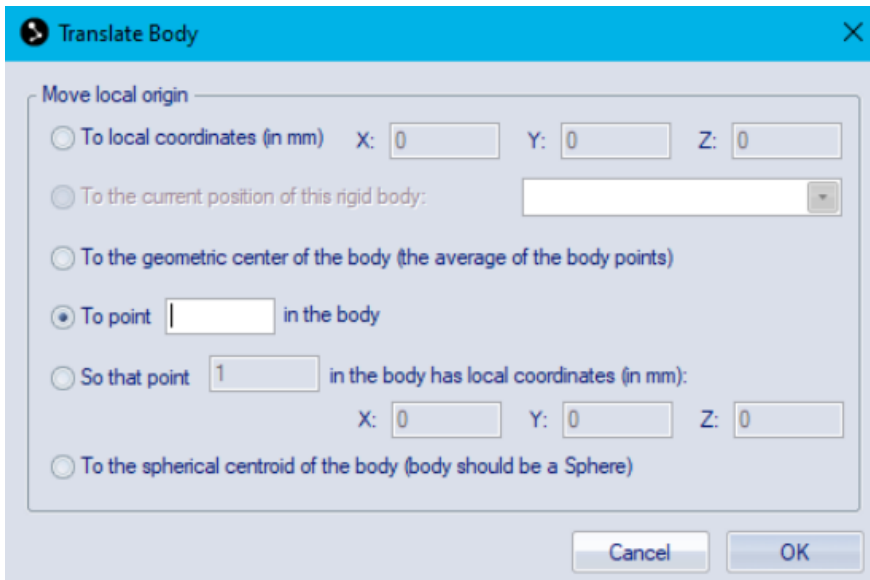 Translate Body
Move local origin
To local coordinates (in mm) X: 0 Y: 0 Z: 0
To the current position of this rigid body:
To the geometric center of the body (the average of the body points)
To point in the body
So that point 1 in the body has local coordinates (in mm):
X: 0 Y: 0 Z: 0
To the spherical centroid of the body (body should be a Sphere)
Cancel OK